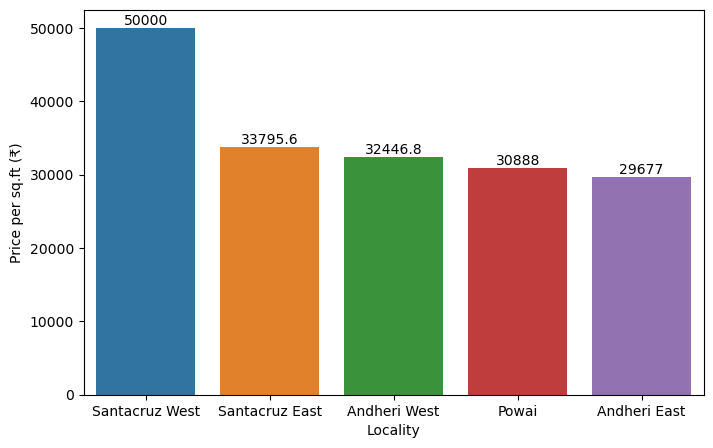 50000
50000
33795.6
32446.8
30888
29677
40000
30000
20000
10000
0
Price per sq.ft (₹)
Santacruz West
Santacruz East
Andheri West
Powai
Andheri East
Locality